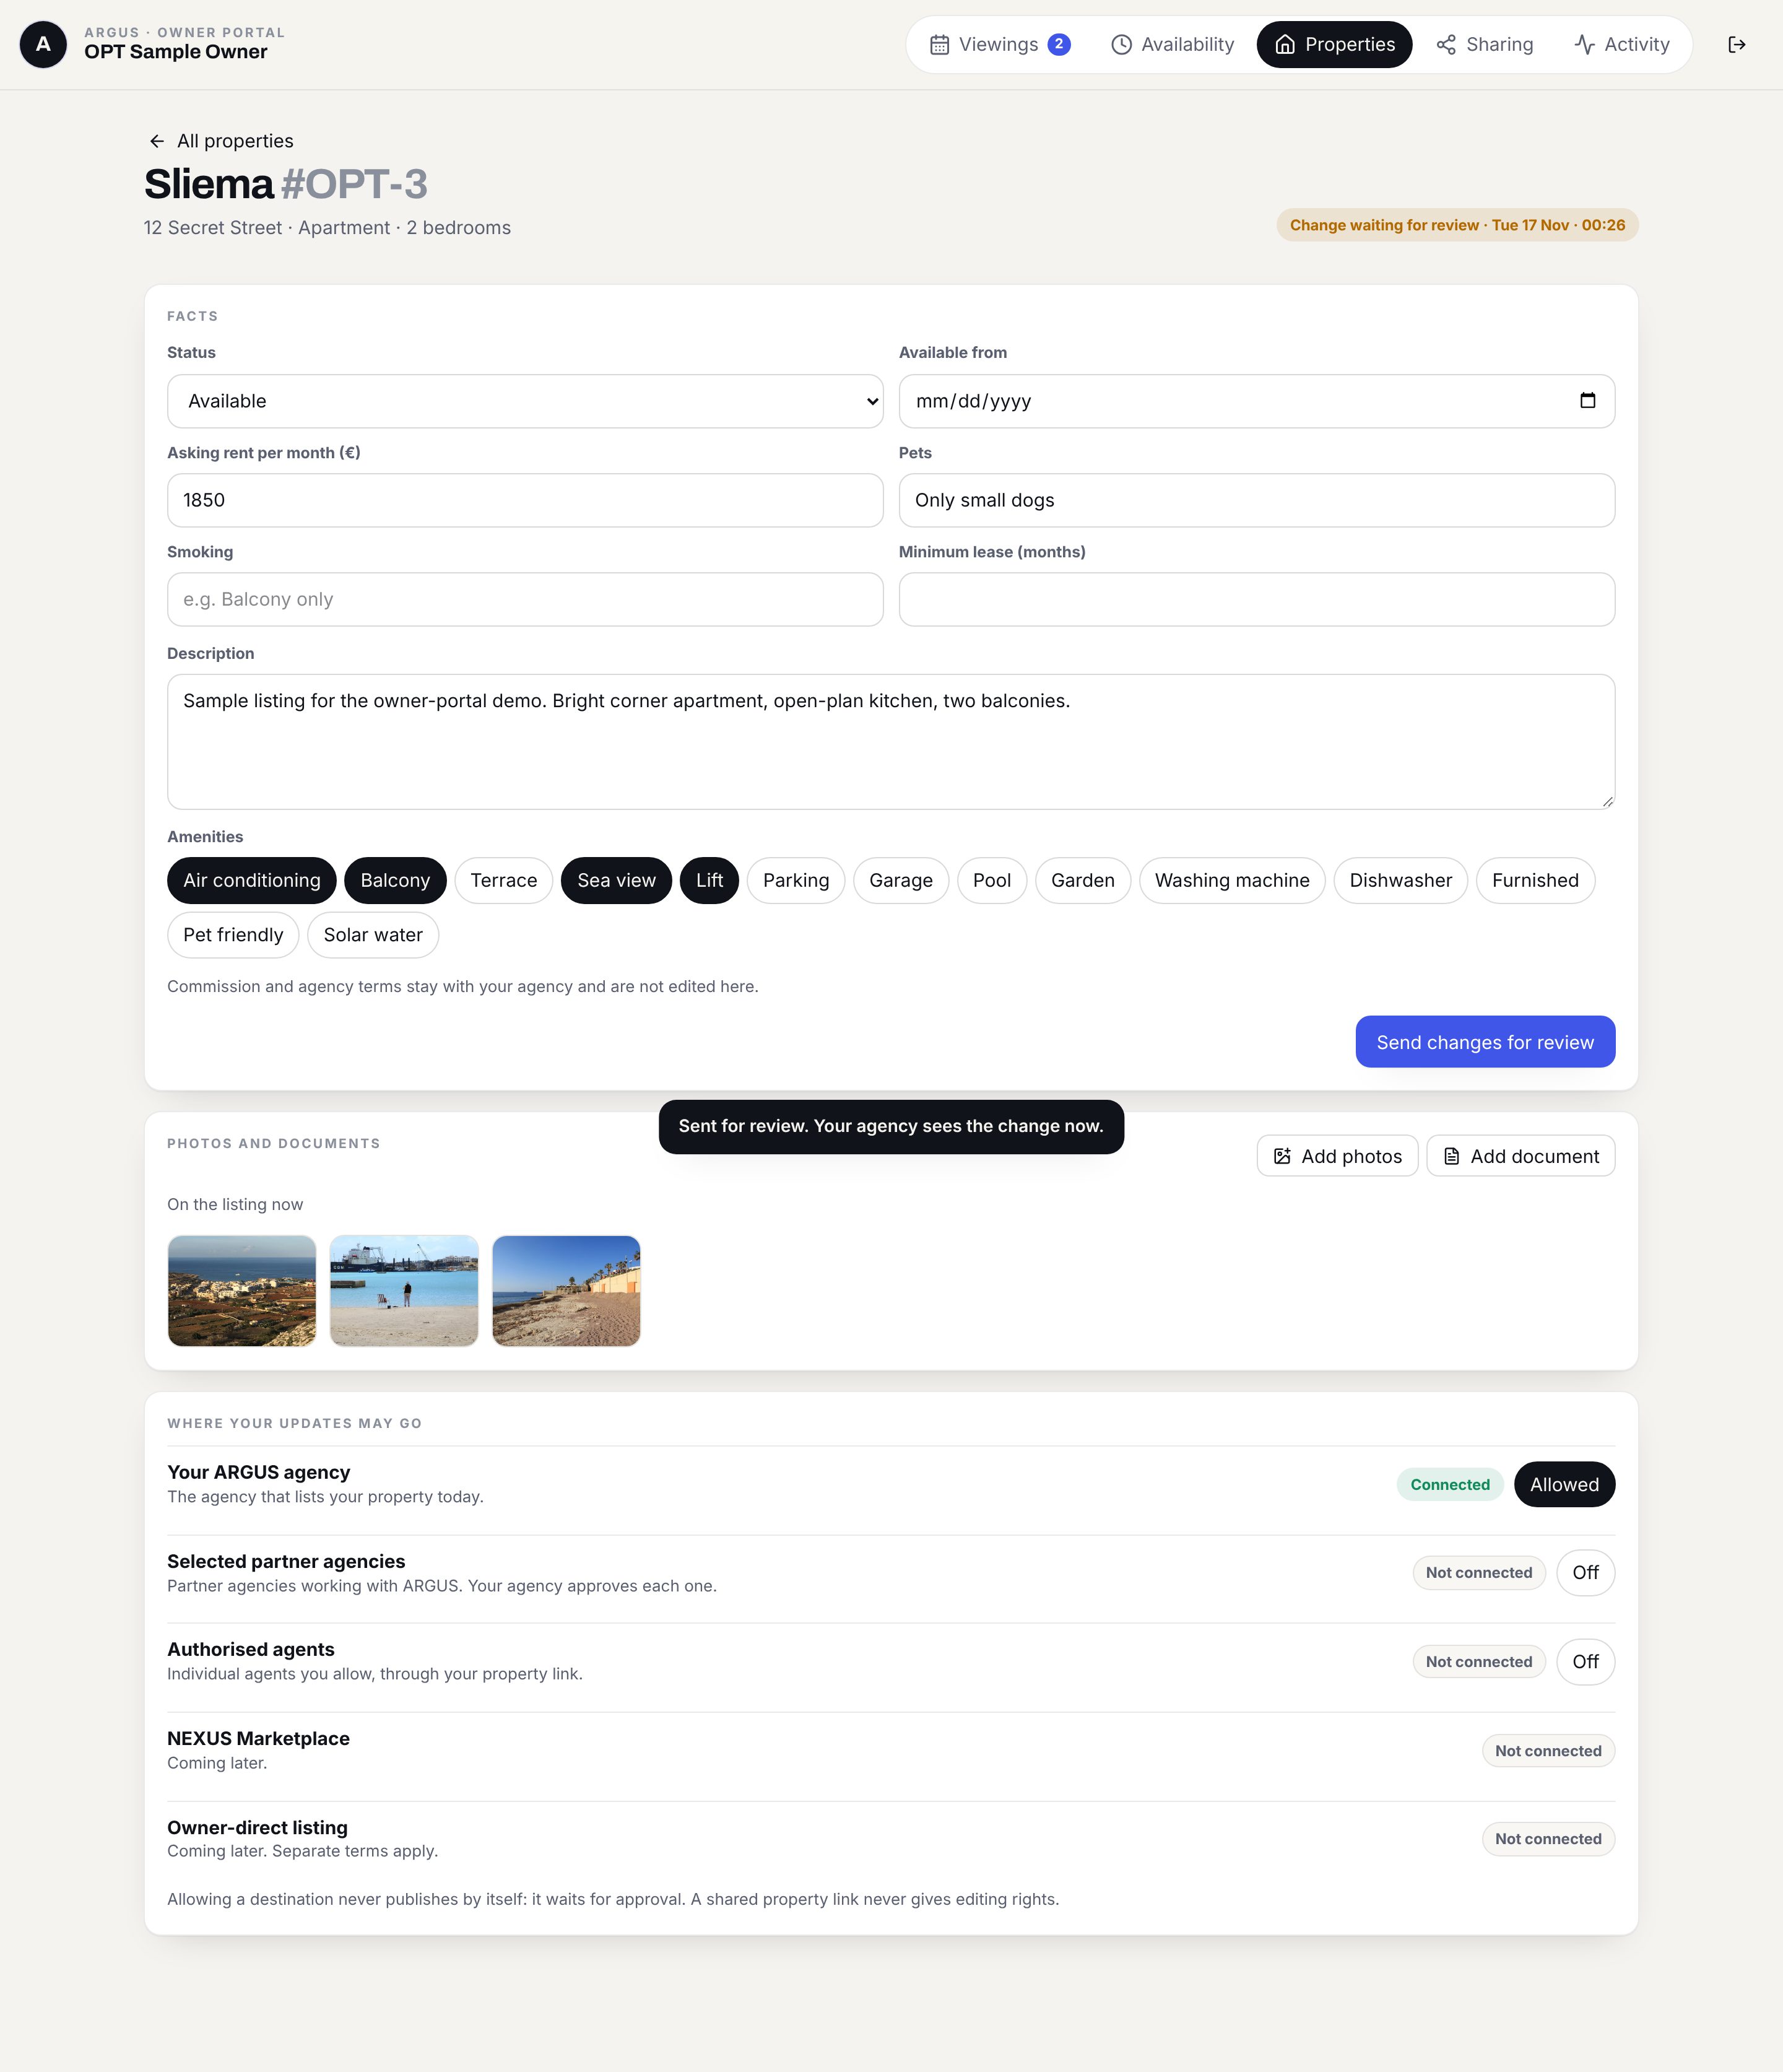 A
ARGUS · OWNER PORTAL
OPT Sample Owner
Viewings 2
Availability
Properties
Sharing
Activity
All properties
Sliema #OPT-3
12 Secret Street · Apartment · 2 bedrooms
Change waiting for review · Tue 17 Nov · 00:26
FACTS
Status
Available from
Available
mm/dd/yyyy
Asking rent per month (€)
Pets
1850
Only small dogs
Smoking
Minimum lease (months)
e.g. Balcony only
Description
Sample listing for the owner-portal demo. Bright corner apartment, open-plan kitchen, two balconies.
Amenities
Air conditioning Balcony Terrace Sea view Lift Parking Garage Pool Garden Washing machine Dishwasher Furnished
Pet friendly Solar water
Commission and agency terms stay with your agency and are not edited here.
Send changes for review
Sent for review. Your agency sees the change now.
PHOTOS AND DOCUMENTS
Add photos
Add document
On the listing now
WHERE YOUR UPDATES MAY GO
Your ARGUS agency
The agency that lists your property today.
Connected
Allowed
Selected partner agencies
Partner agencies working with ARGUS. Your agency approves each one.
Not connected
Off
Authorised agents
Individual agents you allow, through your property link.
Not connected
Off
NEXUS Marketplace
Coming later.
Not connected
Owner-direct listing
Coming later. Separate terms apply.
Not connected
Allowing a destination never publishes by itself: it waits for approval. A shared property link never gives editing rights.